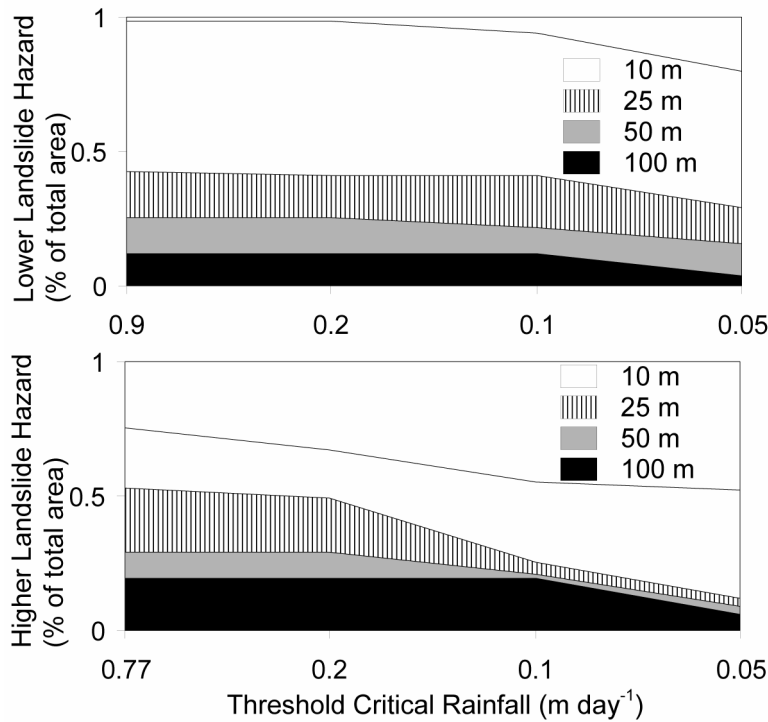 Lower Landslide Hazard
(% of total area)
1
0.5
0
10 m
25 m
50 m
100 m
0.9
0.2
0.1
0.05
Higher Landslide Hazard
(% of total area)
1
0.5
0
10 m
25 m
50 m
100 m
0.77
0.2
0.1
0.05
Threshold Critical Rainfall (m day⁻¹)